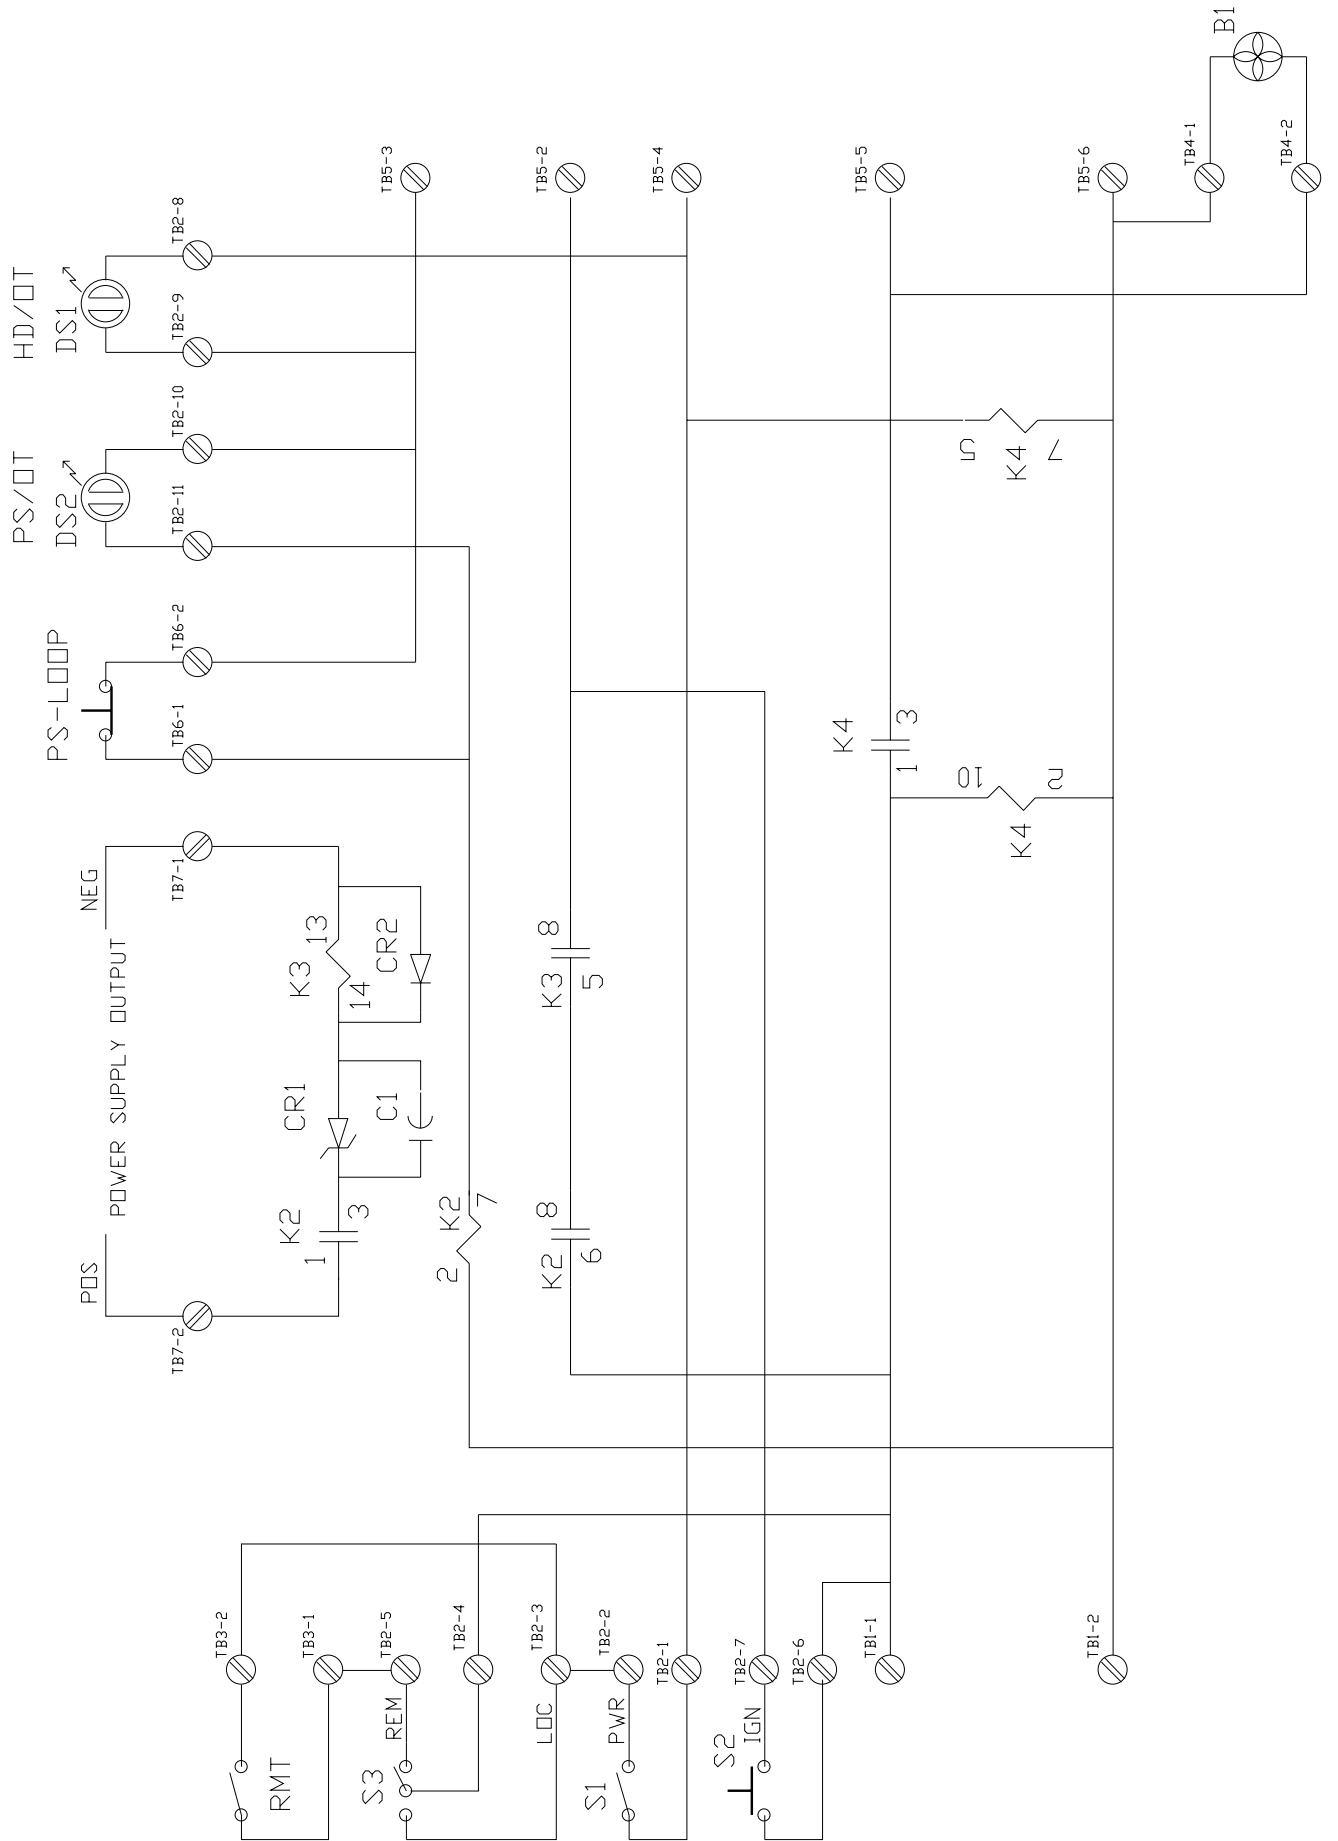 HD/OT
DS1
TB2-8
TB2-9
PS/OT
DS2
TB2-10
TB2-11
PS-LOOP
TB6-2
TB6-1
NEG
TB7-1
POWER SUPPLY OUTPUT
POS
TB7-2
K3
13
14
CR2
CR1
C1
K2
3
1
K2
7
2
K3
8
5
K2
8
6
TB5-3
TB5-2
TB5-4
TB5-5
TB5-6
TB4-1
TB4-2
B1
5
K4
7
K4
3
1
10
K4
2
TB3-2
TB3-1
TB2-5
TB2-4
TB2-3
TB2-2
TB2-1
TB2-7
TB2-6
TB1-1
TB1-2
RMT
S3
REM
LOC
S1
PWR
S2
IGN